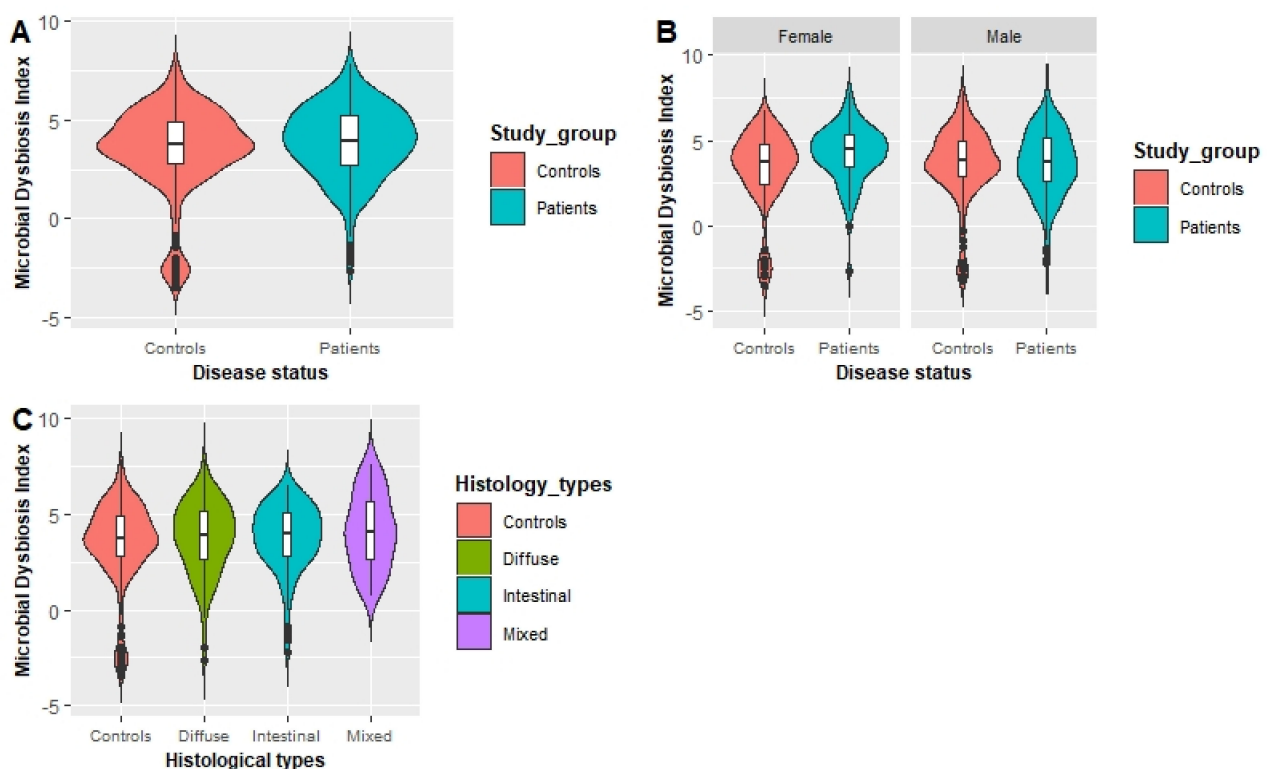 A
Microbial Dysbiosis Index
10
5
0
-5
Controls
Patients
Disease status
Study_group
Controls
Patients
B
Microbial Dysbiosis Index
10
5
0
-5
Female
Male
Controls
Patients
Controls
Patients
Disease status
Study_group
Controls
Patients
C
Microbial Dysbiosis Index
10
5
0
-5
Controls
Diffuse
Intestinal
Mixed
Histological types
Histology_types
Controls
Diffuse
Intestinal
Mixed